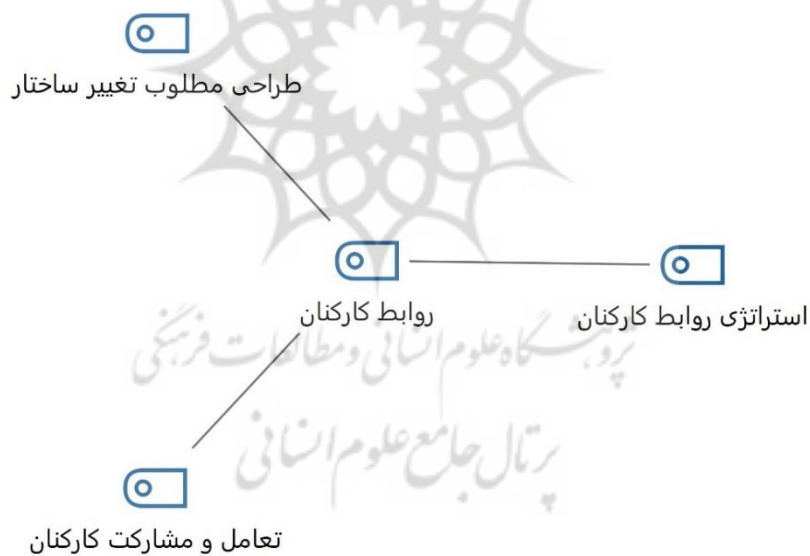 طراحی مطلوب تغییر ساختار
روابط کارکنان
استراتژی روابط کارکنان
پژوهشگاه علوم انسانی و مطالعات فرهنگی
پرتال جامع علوم انسانی
تعامل و مشارکت کارکنان